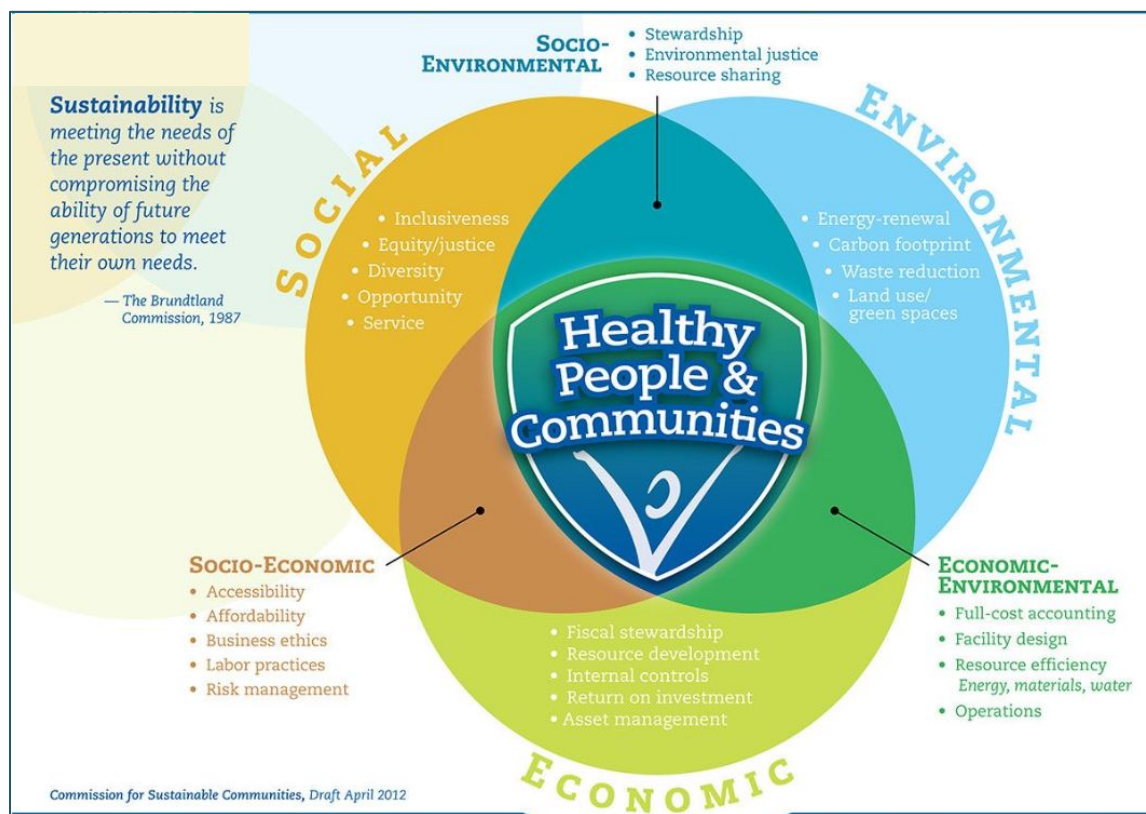 Sustainability is
meeting the needs of
the present without
compromising the
ability of future
generations to meet
their own needs.
— The Brundtland
Commission, 1987
SOCIO-
ENVIRONMENTAL
• Stewardship
• Environmental justice
• Resource sharing
SOCIAL
• Inclusiveness
• Equity/justice
• Diversity
• Opportunity
• Service
ENVIRONMENTAL
• Energy-renewal
• Carbon footprint
• Waste reduction
• Land use/
green spaces
Healthy
People &
Communities
SOCIO-ECONOMIC
• Accessibility
• Affordability
• Business ethics
• Labor practices
• Risk management
• Fiscal stewardship
• Resource development
• Internal controls
• Return on investment
• Asset management
ECONOMIC
ECONOMIC-
ENVIRONMENTAL
• Full-cost accounting
• Facility design
• Resource efficiency
Energy, materials, water
• Operations
Commission for Sustainable Communities, Draft April 2012